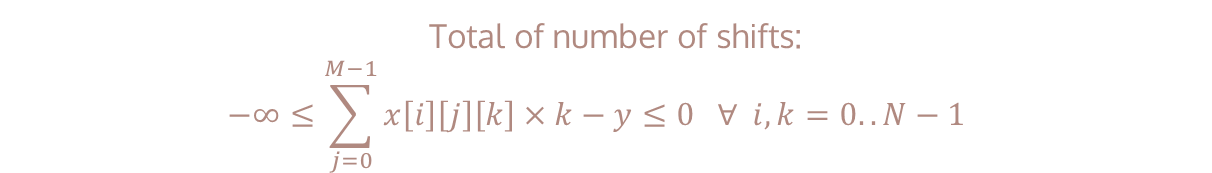 Total of number of shifts:
M−1
−∞ ≤ ∑ x[i][j][k] × k − y ≤ 0 ∀ i, k = 0..N − 1
j=0